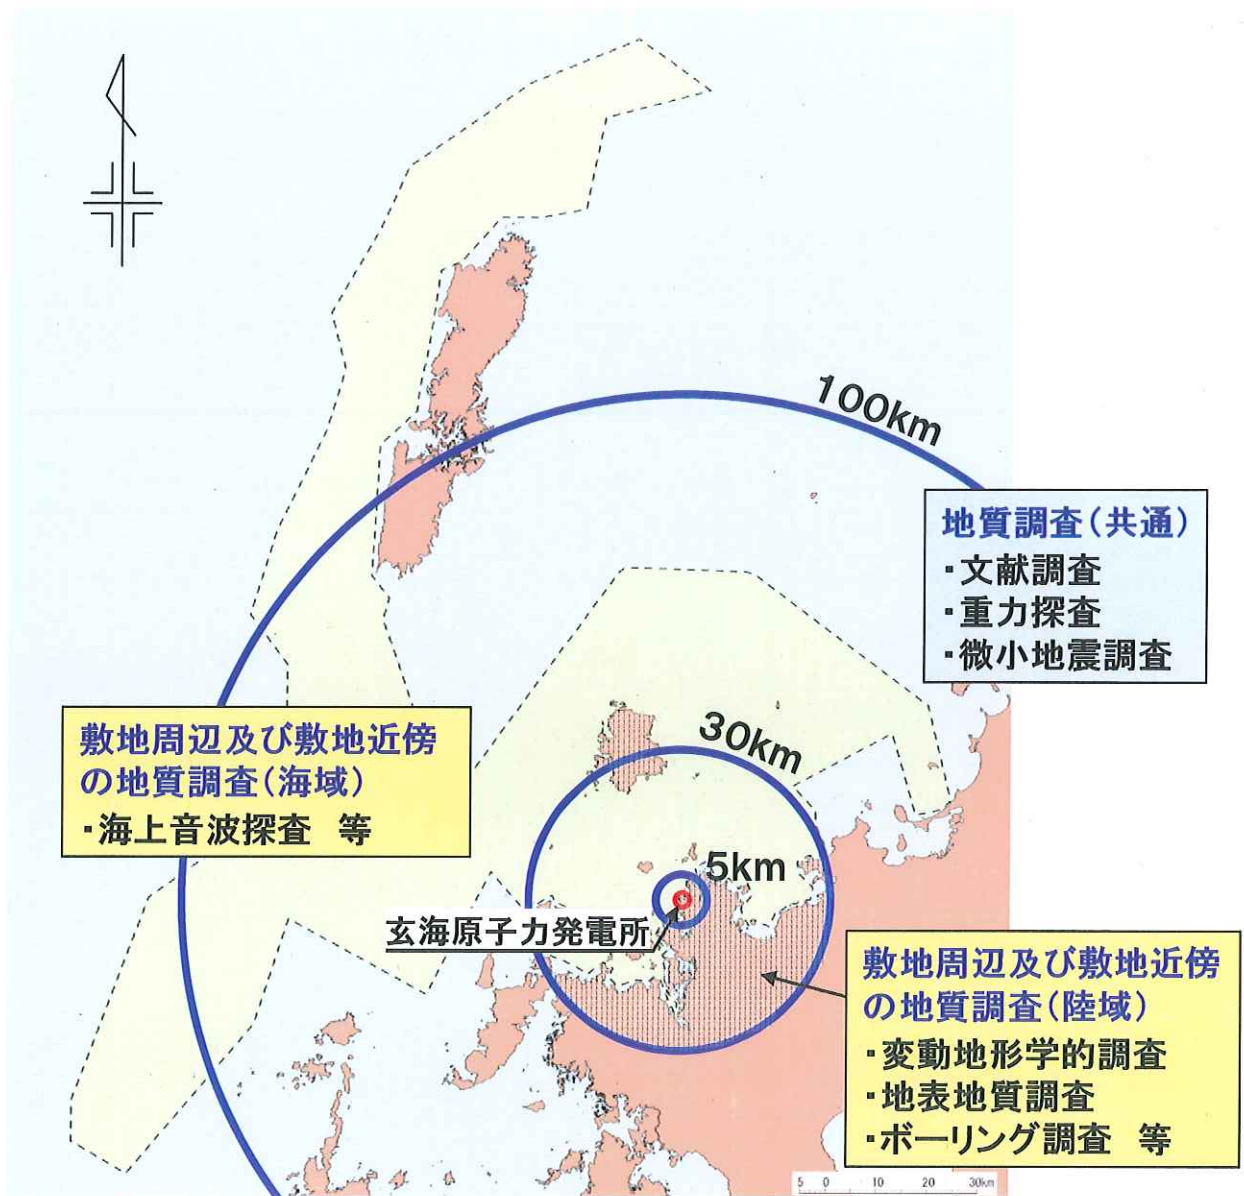 100km
地質調査(共通)
・文献調査
・重力探査
・微小地震調査
敷地周辺及び敷地近傍
の地質調査(海域)
・海上音波探査 等
30km
5km
玄海原子力発電所
敷地周辺及び敷地近傍
の地質調査(陸域)
・変動地形学的調査
・地表地質調査
・ボーリング調査 等
5 0 10 20 30km